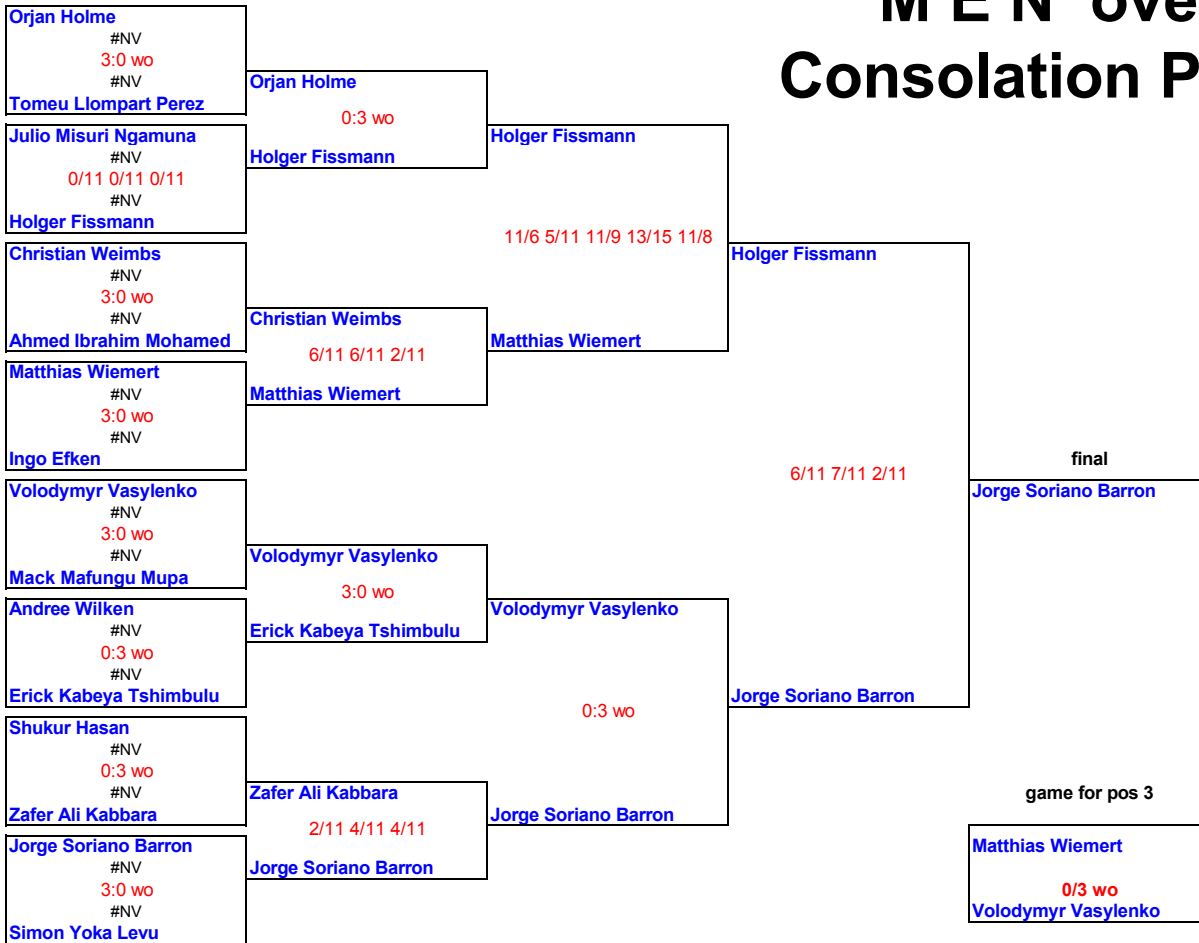 M E N ove
Consolation P
Orjan Holme
#NV
3:0 wo
#NV
Tomeu Llompart Perez
Julio Misuri Ngamuna
#NV
0/11 0/11 0/11
#NV
Holger Fissmann
Christian Weimbs
#NV
3:0 wo
#NV
Ahmed Ibrahim Mohamed
Matthias Wiemert
#NV
3:0 wo
#NV
Ingo Efken
Volodymyr Vasylenko
#NV
3:0 wo
#NV
Mack Mafungu Mupa
Andree Wilken
#NV
0:3 wo
#NV
Erick Kabeya Tshimbulu
Shukur Hasan
#NV
0:3 wo
#NV
Zafer Ali Kabbara
Jorge Soriano Barron
#NV
3:0 wo
#NV
Simon Yoka Levu
Orjan Holme
0:3 wo
Holger Fissmann
Christian Weimbs
6/11 6/11 2/11
Matthias Wiemert
Volodymyr Vasylenko
3:0 wo
Erick Kabeya Tshimbulu
Zafer Ali Kabbara
2/11 4/11 4/11
Jorge Soriano Barron
Holger Fissmann
11/6 5/11 11/9 13/15 11/8
Matthias Wiemert
Volodymyr Vasylenko
0:3 wo
Jorge Soriano Barron
Holger Fissmann
6/11 7/11 2/11
Jorge Soriano Barron
final
Jorge Soriano Barron
game for pos 3
Matthias Wiemert
0/3 wo
Volodymyr Vasylenko